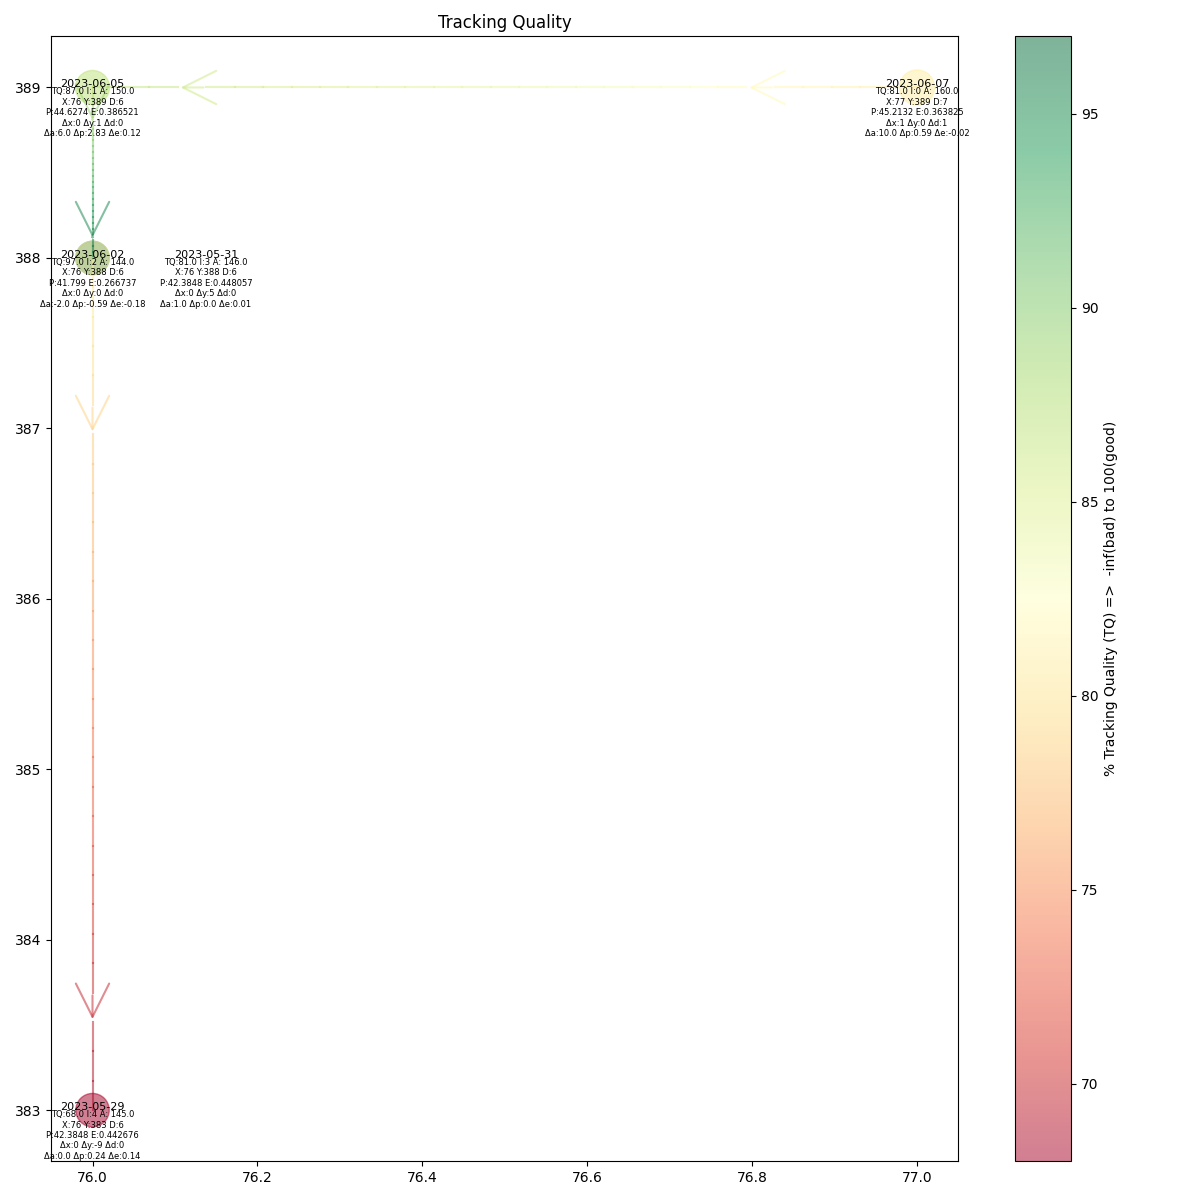 Tracking Quality
389
388
387
386
385
384
383
76.0
76.2
76.4
76.6
76.8
77.0
2023-06-05
TQ:87.0 I:1 A: 150.0
X:76 Y:389 D:6
P:44.6274 E:0.386521
Δx:0 Δy:1 Δd:0
Δa:6.0 Δp:2.83 Δe:0.12
2023-06-07
TQ:81.0 I:0 A: 160.0
X:77 Y:389 D:7
P:45.2132 E:0.363825
Δx:1 Δy:0 Δd:1
Δa:10.0 Δp:0.59 Δe:-0.02
2023-06-02
TQ:97.0 I:2 A: 144.0
X:76 Y:388 D:6
P:41.799 E:0.266737
Δx:0 Δy:0 Δd:0
Δa:-2.0 Δp:-0.59 Δe:-0.18
2023-05-31
TQ:81.0 I:3 A: 146.0
X:76 Y:388 D:6
P:42.3848 E:0.448057
Δx:0 Δy:5 Δd:0
Δa:1.0 Δp:0.0 Δe:0.01
2023-05-29
TQ:68.0 I:4 A: 145.0
X:76 Y:383 D:6
P:42.3848 E:0.442676
Δx:0 Δy:-9 Δd:0
Δa:0.0 Δp:0.24 Δe:0.14
95
90
85
80
75
70
% Tracking Quality (TQ) => -inf(bad) to 100(good)